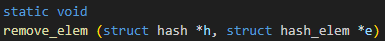 static void
remove_elem (struct hash *h, struct hash_elem *e)